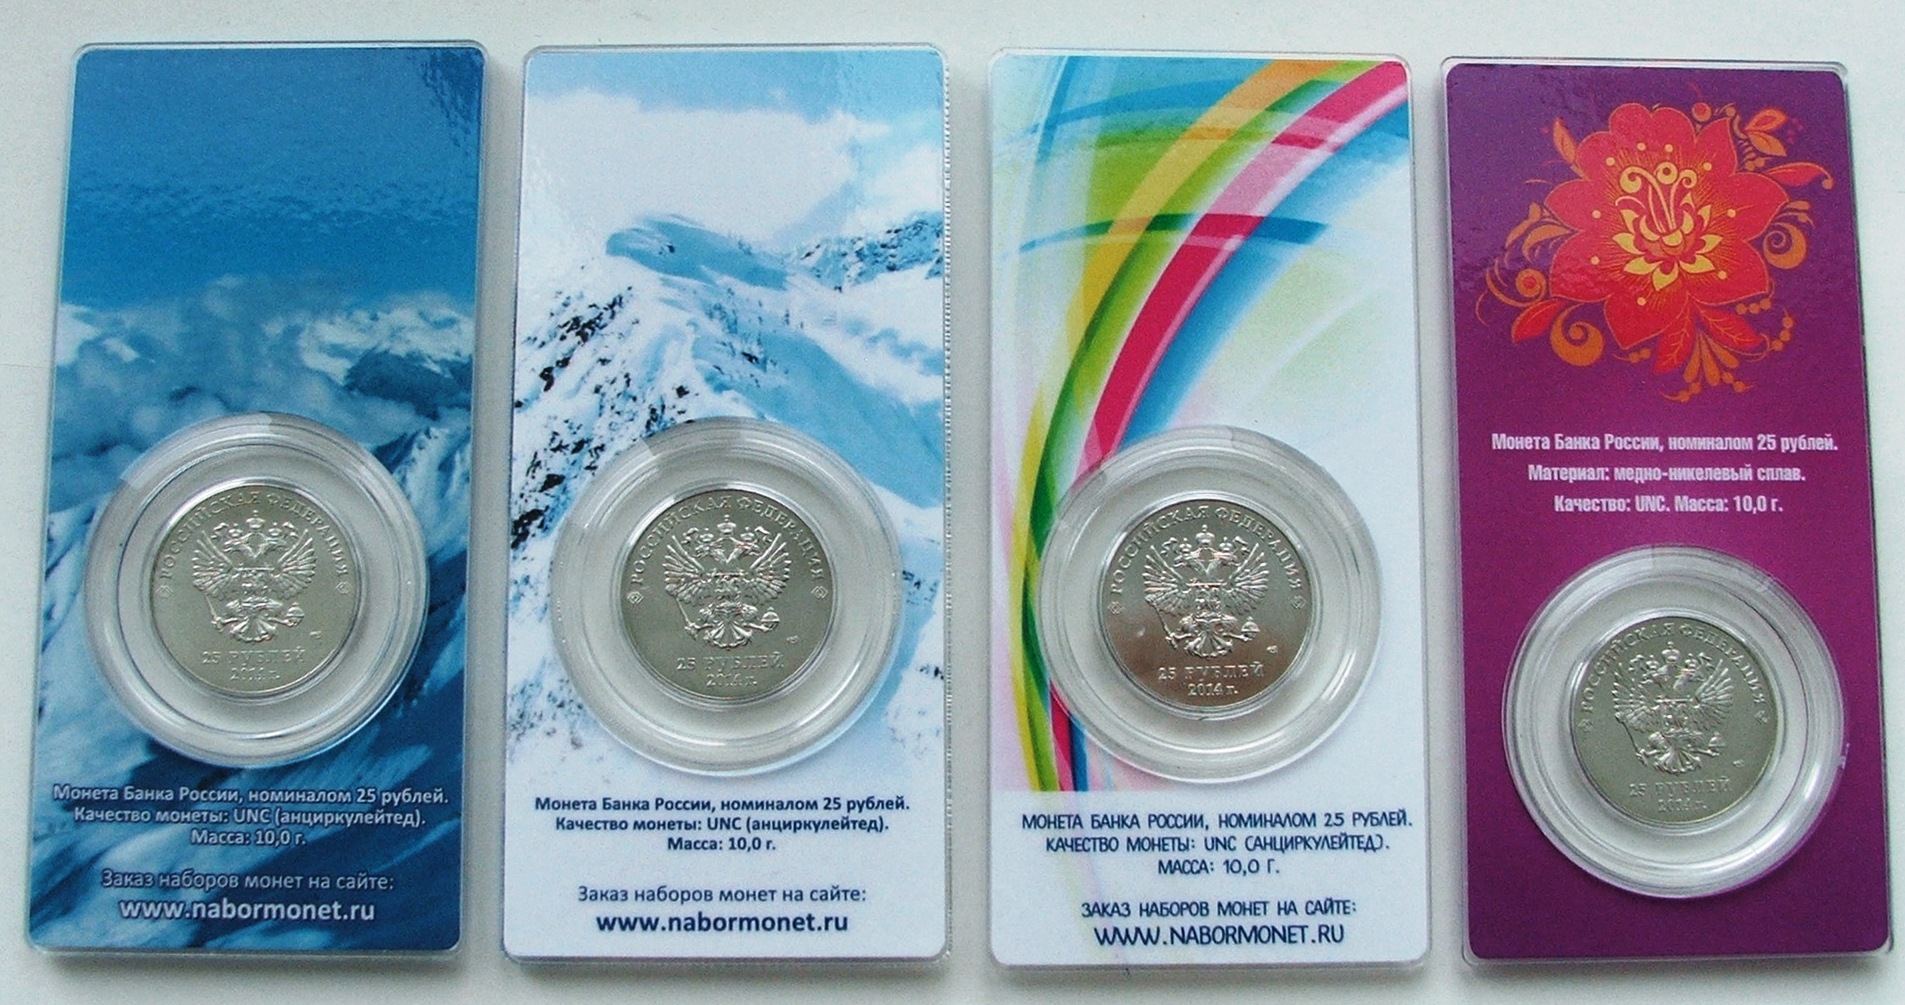 РОССИЙСКАЯ ФЕДЕРАЦИЯ
25 РУБЛЕЙ
Монета Банка России, номиналом 25 рублей.
Качество монеты: UNC (анциркулейтед).
Масса: 10,0 г.
Заказ наборов монет на сайте:
www.nabormonet.ru
РОССИЙСКАЯ ФЕДЕРАЦИЯ
25 РУБЛЕЙ
2014 г.
Монета Банка России, номиналом 25 рублей.
Качество монеты: UNC (анциркулейтед).
Масса: 10,0 г.
Заказ наборов монет на сайте:
www.nabormonet.ru
РОССИЙСКАЯ ФЕДЕРАЦИЯ
25 РУБЛЕЙ
2014 г.
МОНЕТА БАНКА РОССИИ, НОМИНАЛОМ 25 РУБЛЕЙ.
КАЧЕСТВО МОНЕТЫ: UNC (АНЦИРКУЛЕЙТЕД).
МАССА: 10,0 Г.
ЗАКАЗ НАБОРОВ МОНЕТ НА САЙТЕ:
WWW.NABORMONET.RU
Монета Банка России, номиналом 25 рублей.
Материал: медно-никелевый сплав.
Качество: UNC. Масса: 10,0 г.
РОССИЙСКАЯ ФЕДЕРАЦИЯ
25 РУБЛЕЙ
2014 г.